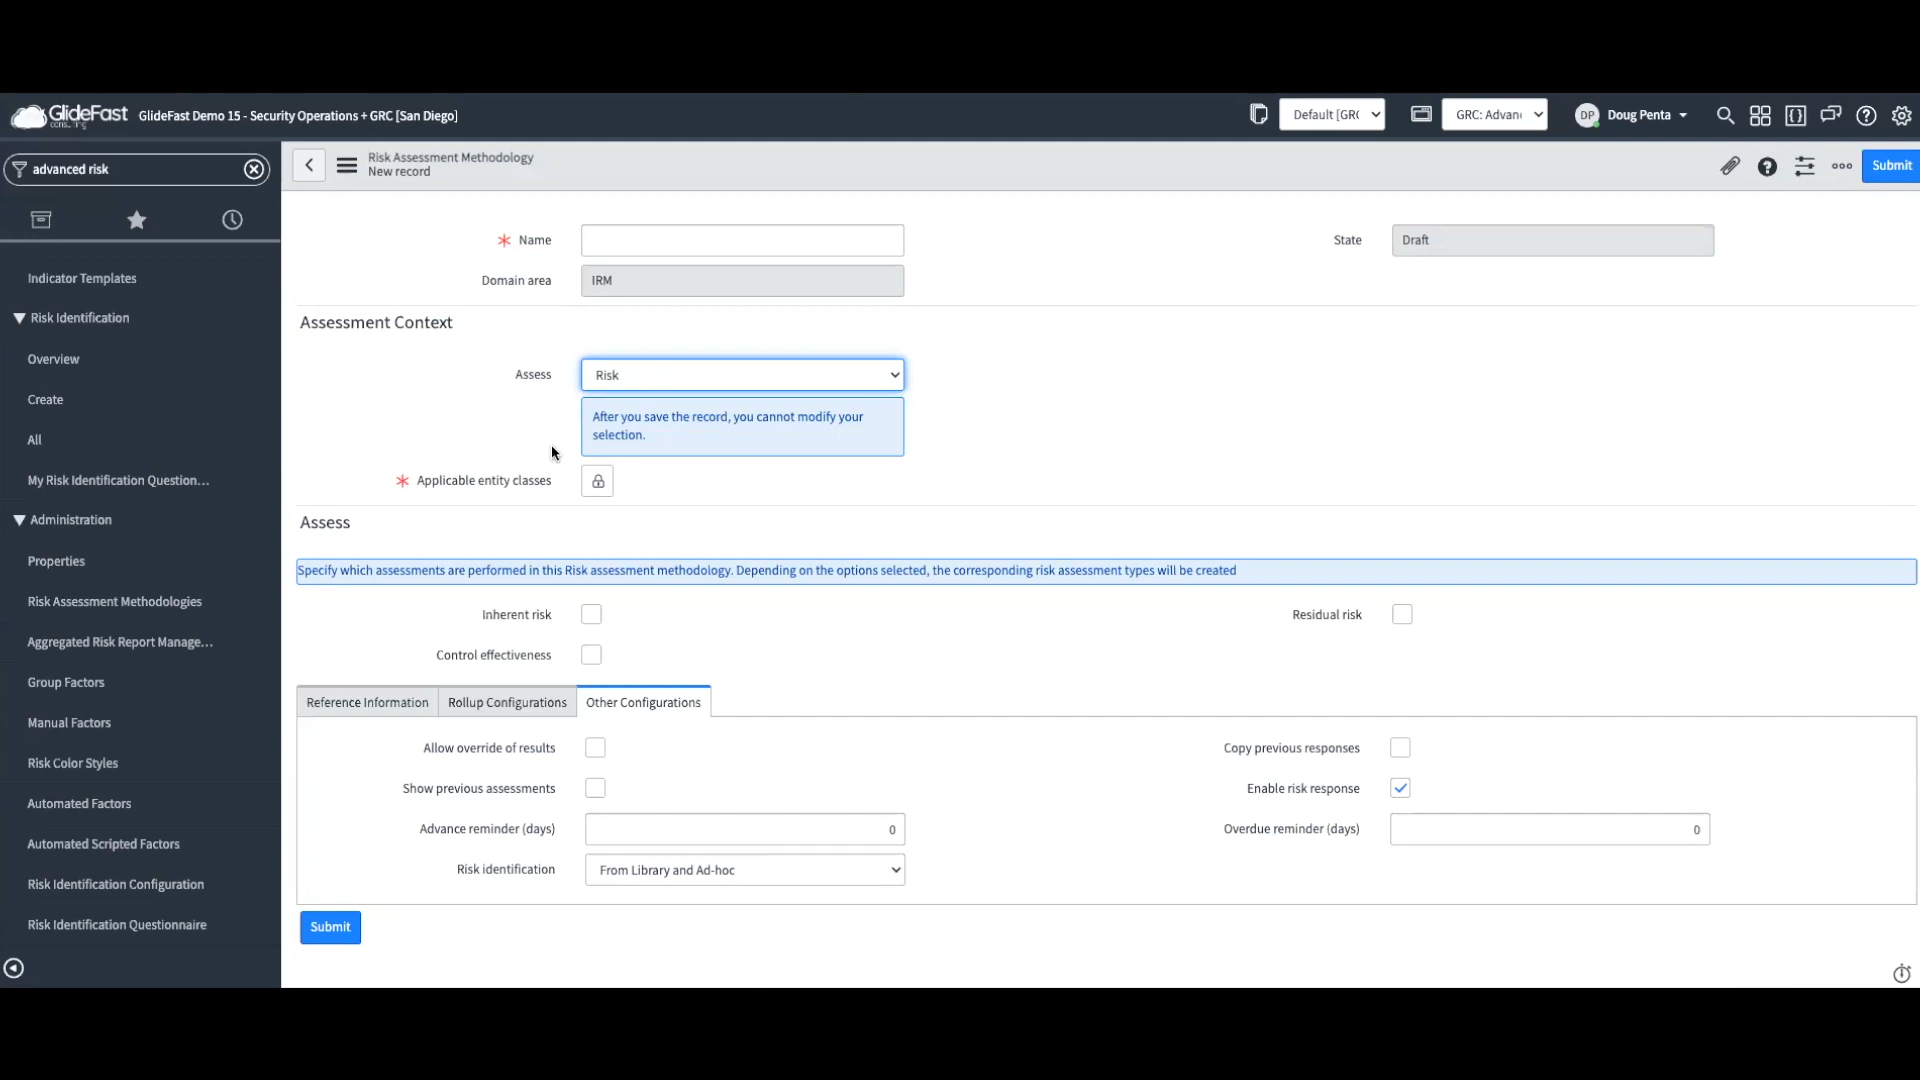 GlideFast
consulting
GlideFast Demo 15 - Security Operations + GRC [San Diego]
Default [GRC
GRC: Advan
DP
Doug Penta
advanced risk
Risk Assessment Methodology
New record
Submit
Indicator Templates
Risk Identification
Overview
Create
All
My Risk Identification Question...
Administration
Properties
Risk Assessment Methodologies
Aggregated Risk Report Manage...
Group Factors
Manual Factors
Risk Color Styles
Automated Factors
Automated Scripted Factors
Risk Identification Configuration
Risk Identification Questionnaire
Name
State
Draft
Domain area
IRM
Assessment Context
Assess
Risk
After you save the record, you cannot modify your
selection.
Applicable entity classes
Assess
Specify which assessments are performed in this Risk assessment methodology. Depending on the options selected, the corresponding risk assessment types will be created
Inherent risk
Residual risk
Control effectiveness
Reference Information
Rollup Configurations
Other Configurations
Allow override of results
Copy previous responses
Show previous assessments
Enable risk response
Advance reminder (days)
0
Overdue reminder (days)
0
Risk identification
From Library and Ad-hoc
Submit